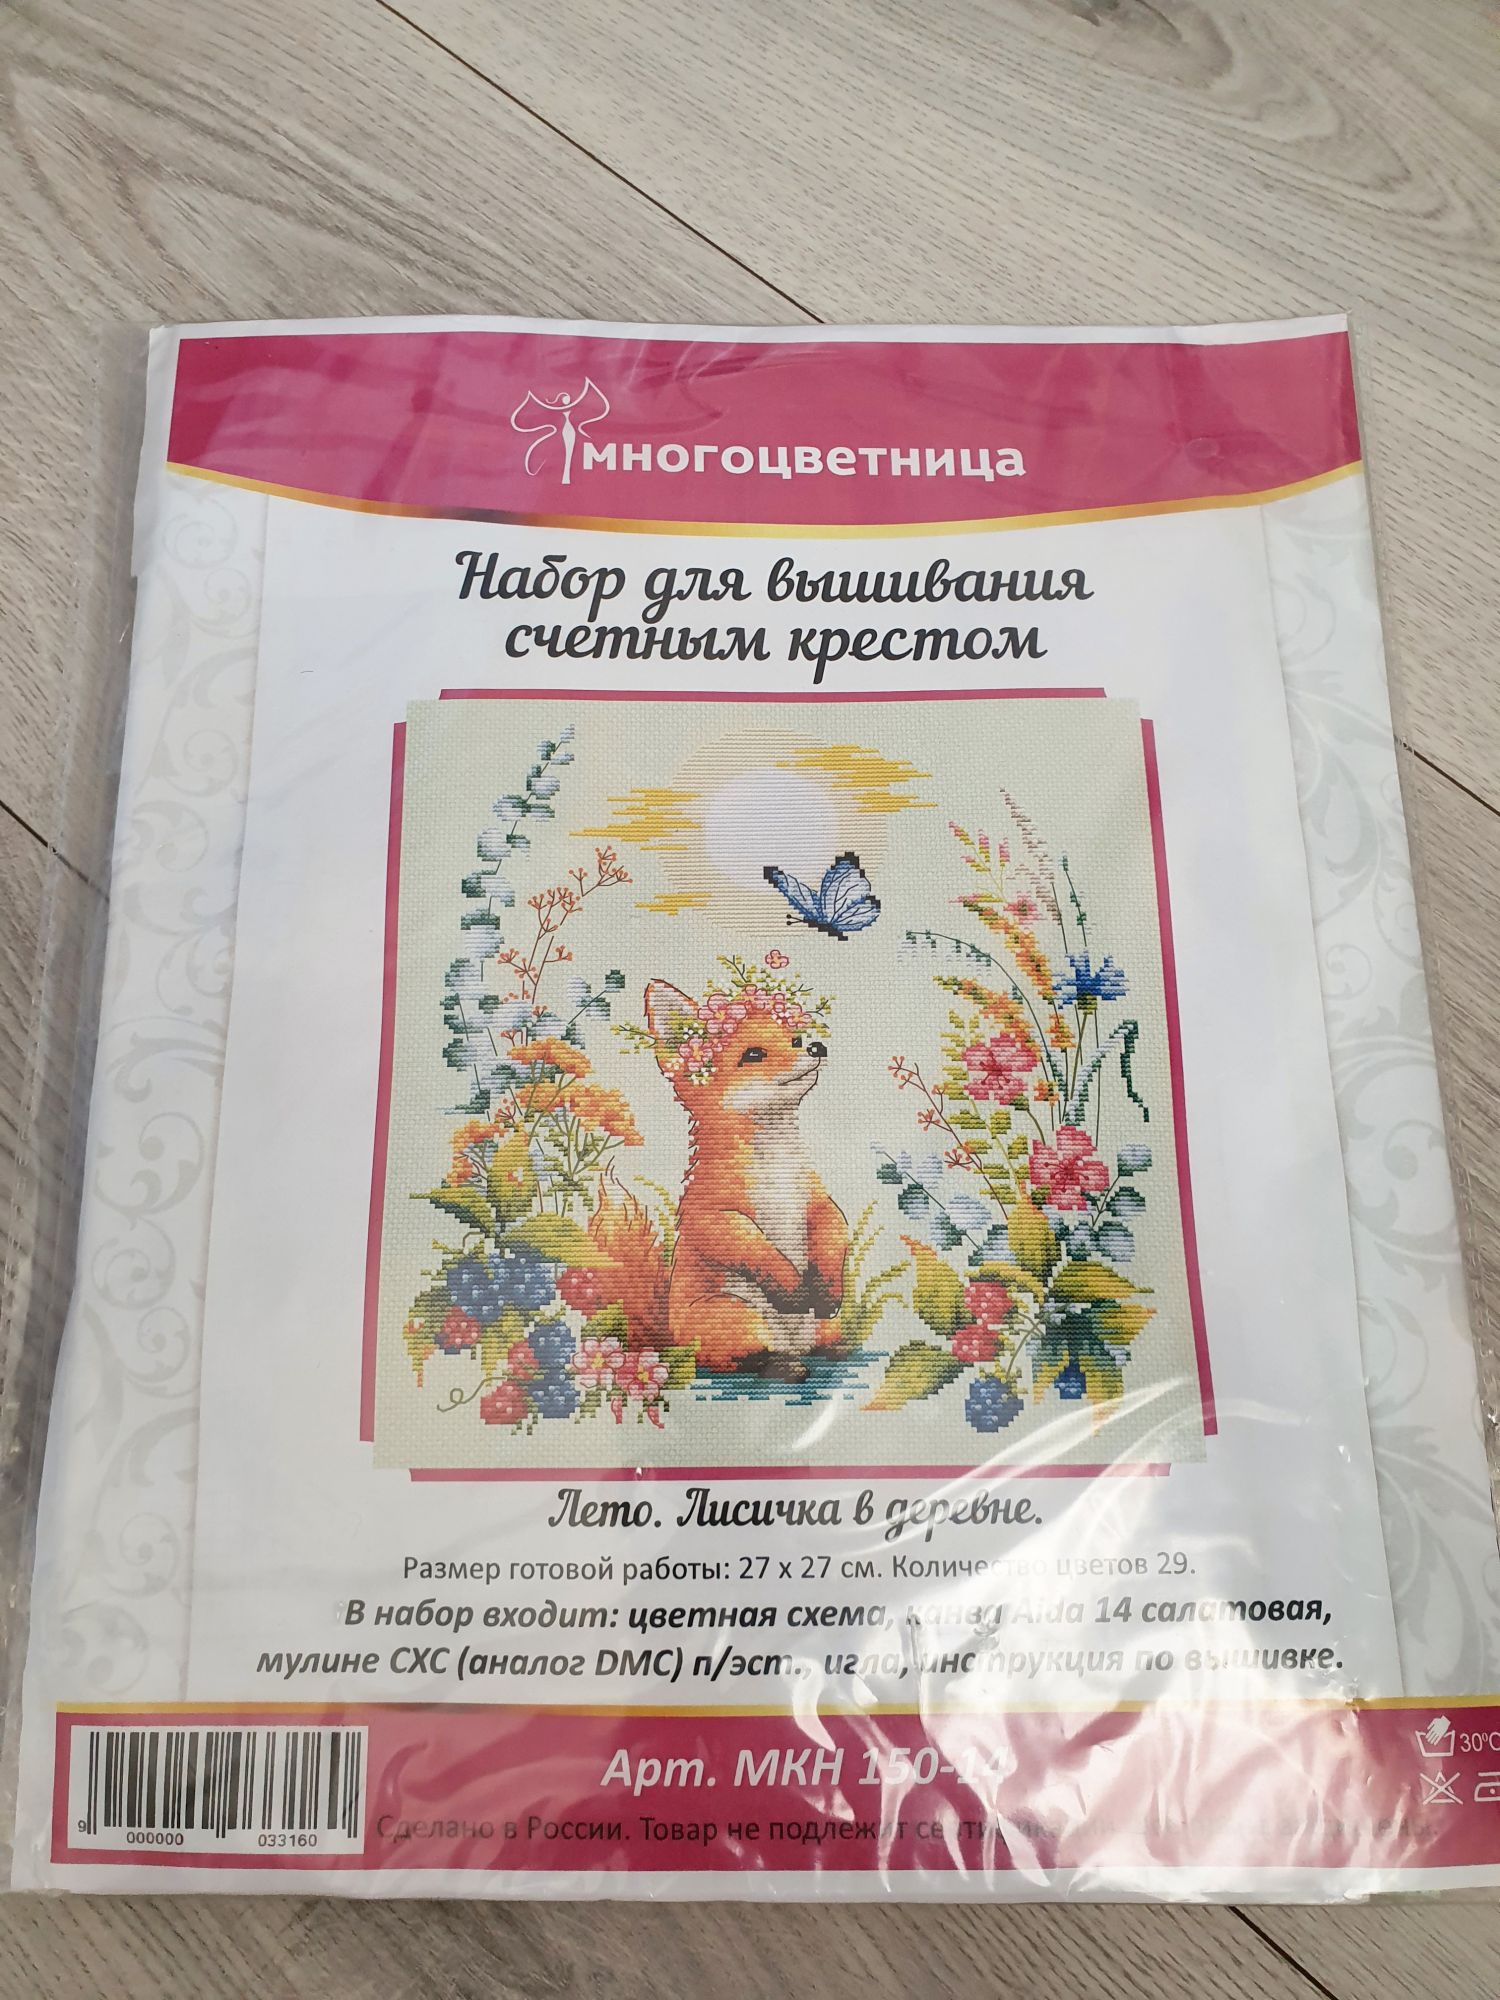 многоцветница
Набор для вышивания
счетным крестом
Лето. Лисичка в деревне.
Размер готовой работы: 27 х 27 см. Количество цветов 29.
В набор входит: цветная схема, канва Aida 14 салатовая,
мулине СХС (аналог DMC) п/эст., игла, инструкция по вышивке.
Арт. МКН 150-14
30°C
9 000000 033160
Сделано в России. Товар не подлежит